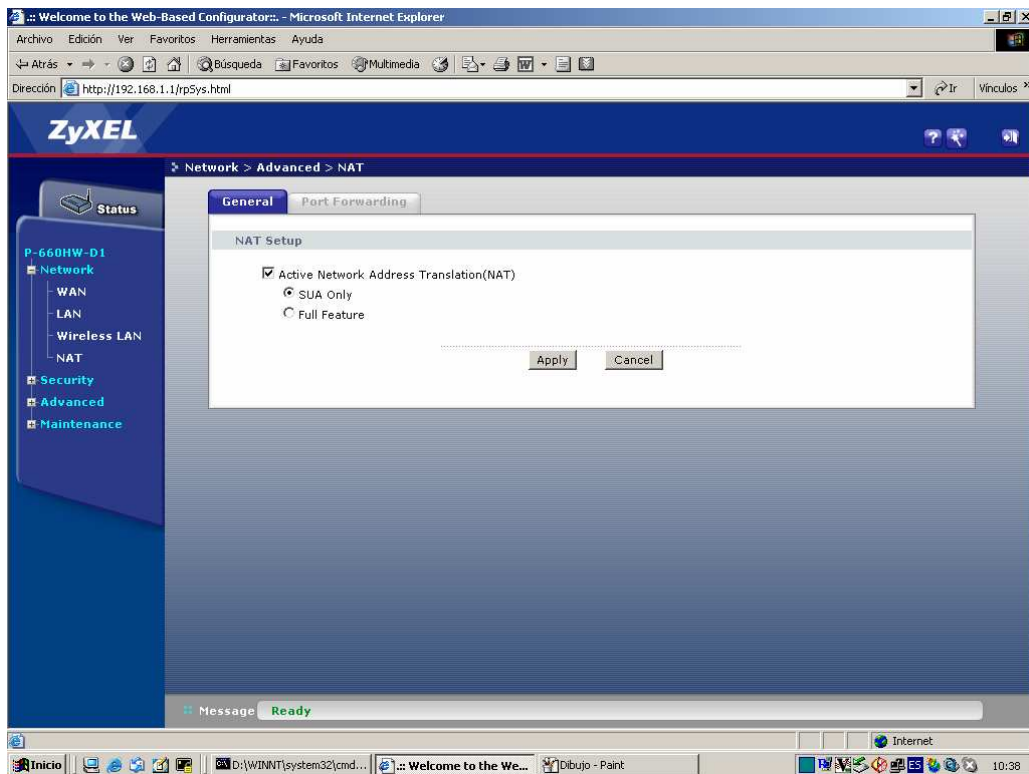 .:: Welcome to the Web-Based Configurator::. - Microsoft Internet Explorer
Archivo Edición Ver Favoritos Herramientas Ayuda
Atrás Búsqueda Favoritos Multimedia
Dirección http://192.168.1.1/rpSys.html Ir Vínculos »
ZyXEL
Network > Advanced > NAT
Status
General Port Forwarding
NAT Setup
P-660HW-D1
Network
WAN
LAN
Wireless LAN
NAT
Security
Advanced
Maintenance
Active Network Address Translation(NAT)
SUA Only
Full Feature
Apply Cancel
Message Ready
Internet
Inicio D:\WINNT\system32\cmd... .:: Welcome to the We... Dibujo - Paint ES 10:38